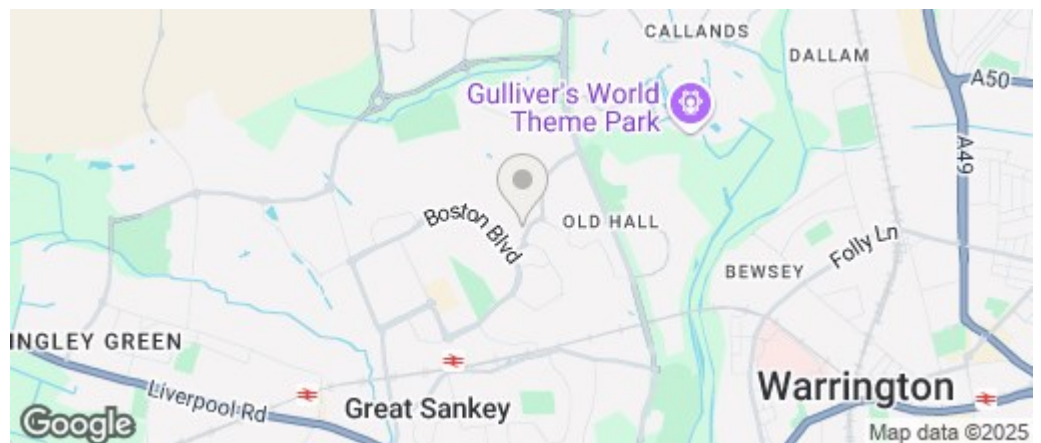 CALLANDS
DALLAM
A50
Gulliver's World
Theme Park
A49
Boston Blvd
OLD HALL
Folly Ln
BEWSEY
INGLEY GREEN
Liverpool Rd
Great Sankey
Warrington
Google
Map data ©2025